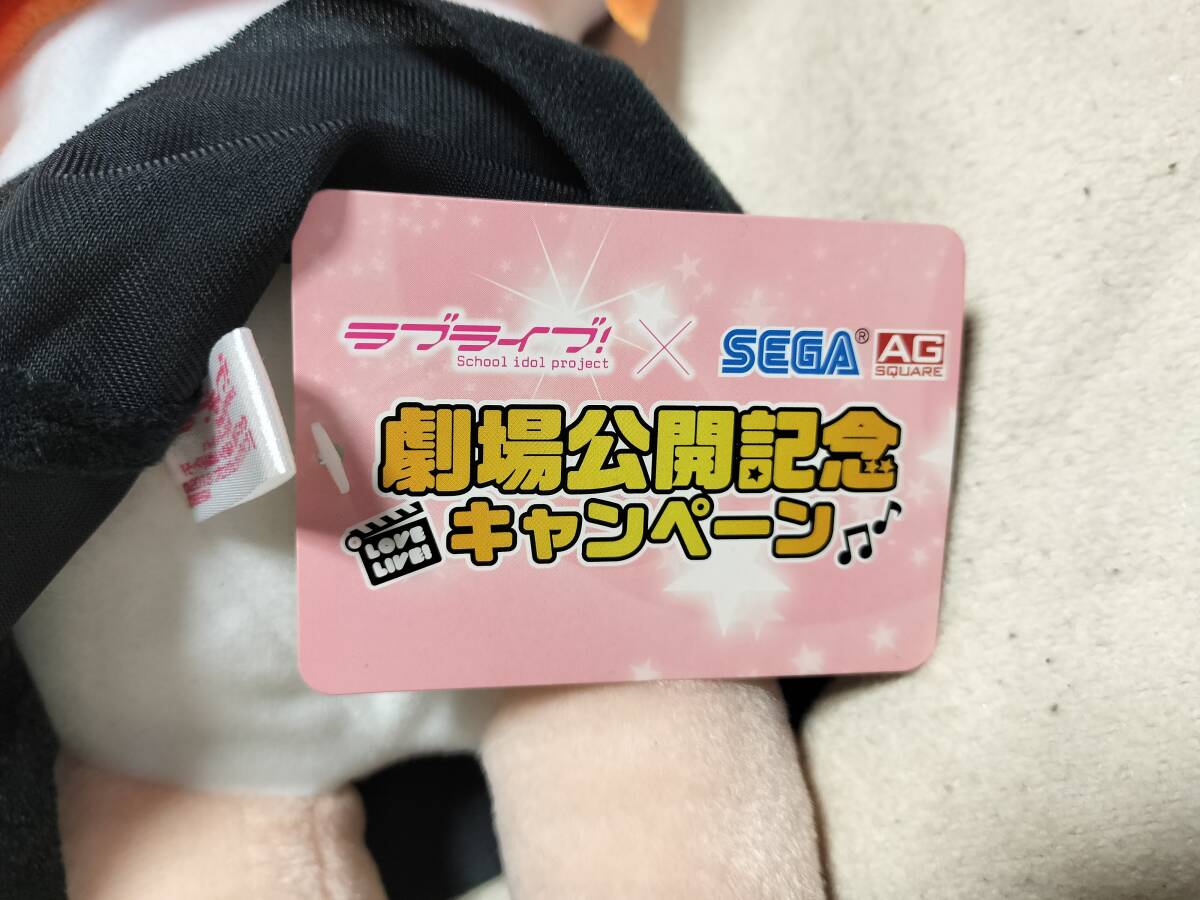 ラブライブ! × SEGA® AG
School idol project SQUARE
劇場公開記念
LOVE LIVE! キャンペーン